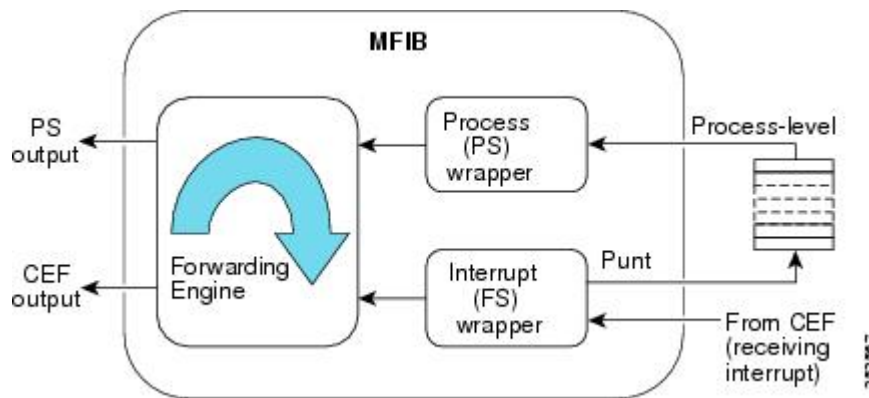 MFIB
PS
output
Process
(PS)
wrapper
Process-level
CEF
output
Forwarding
Engine
Interrupt
(FS)
wrapper
Punt
From CEF
(receiving
interrupt)